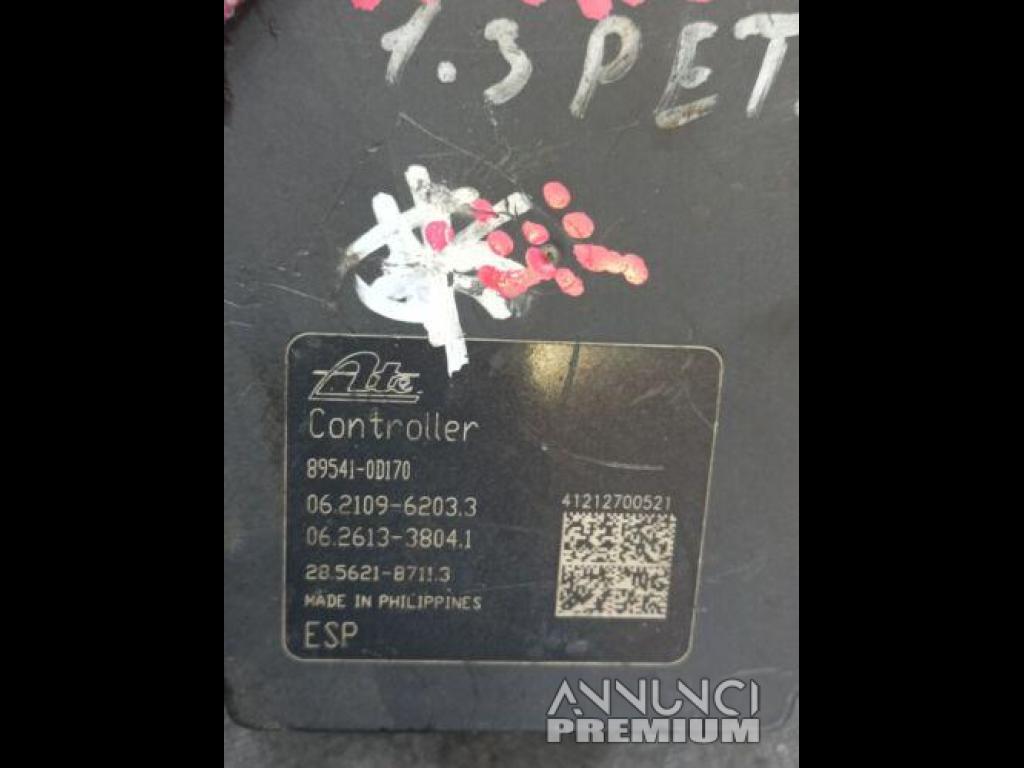 1.3 PET.
Ate
Controller
89541-0D170
06.2109-6203.3
41212700521
06.2613-3804.1
28.5621-8711.3
MADE IN PHILIPPINES
ESP
ANNUNCI
PREMIUM